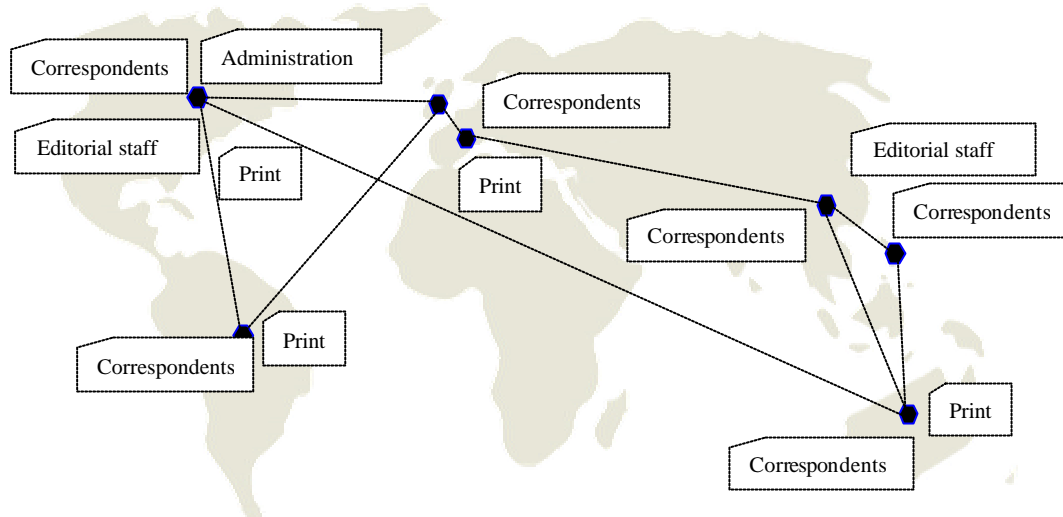 Administration
Correspondents
Correspondents
Editorial staff
Editorial staff
Print
Print
Correspondents
Correspondents
Print
Correspondents
Print
Correspondents